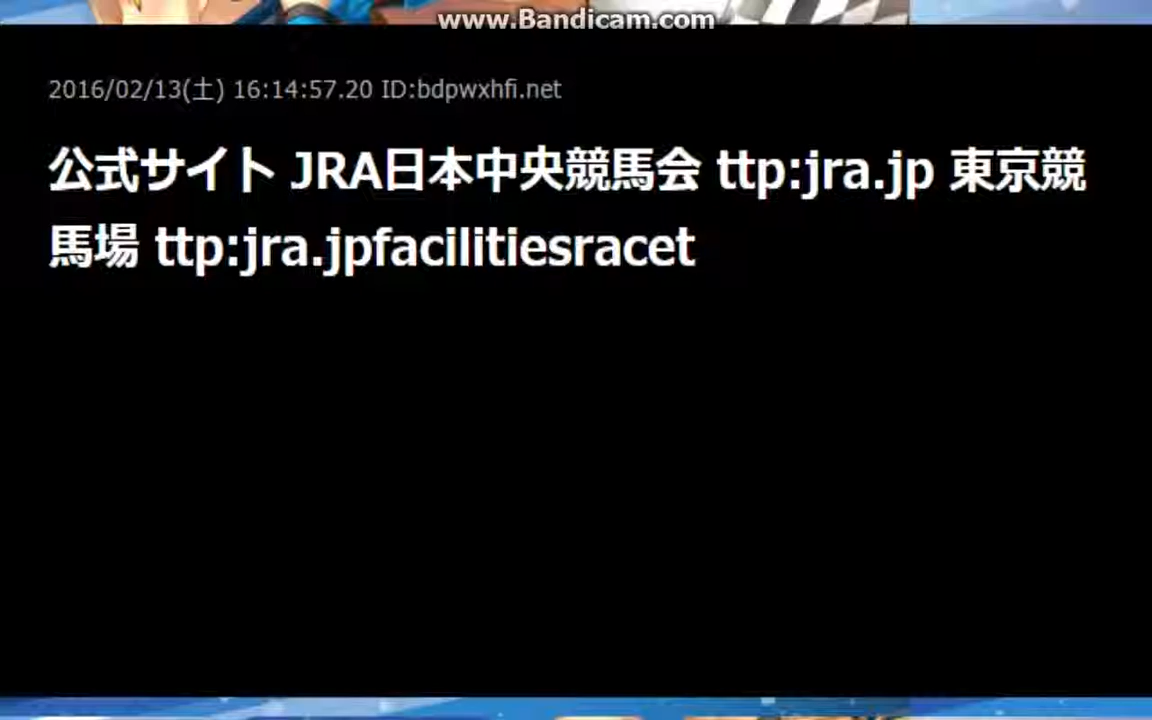 www.Bandicam.com
2016/02/13(土) 16:14:57.20 ID:bdpwxhfi.net
公式サイト JRA日本中央競馬会 ttp:jra.jp 東京競
馬場 ttp:jra.jpfacilitiesracet